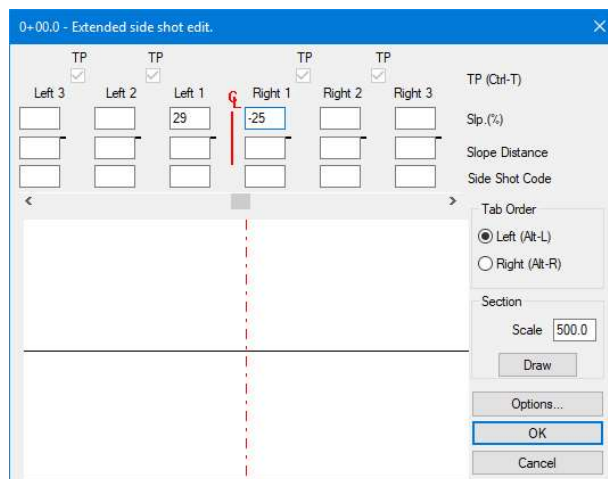 0+00.0 - Extended side shot edit.
TP TP TP TP
TP (Ctrl-T)
Left 3 Left 2 Left 1 ℄ Right 1 Right 2 Right 3
29 -25 Slp.(%)
Slope Distance
Side Shot Code
Tab Order
Left (Alt-L)
Right (Alt-R)
Section
Scale 500.0
Draw
Options...
OK
Cancel